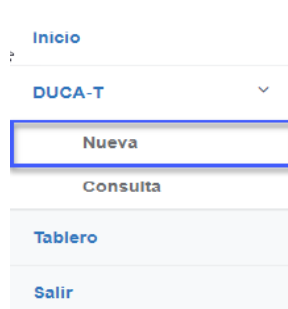 Inicio
DUCA-T
Nueva
Consulta
Tablero
Salir